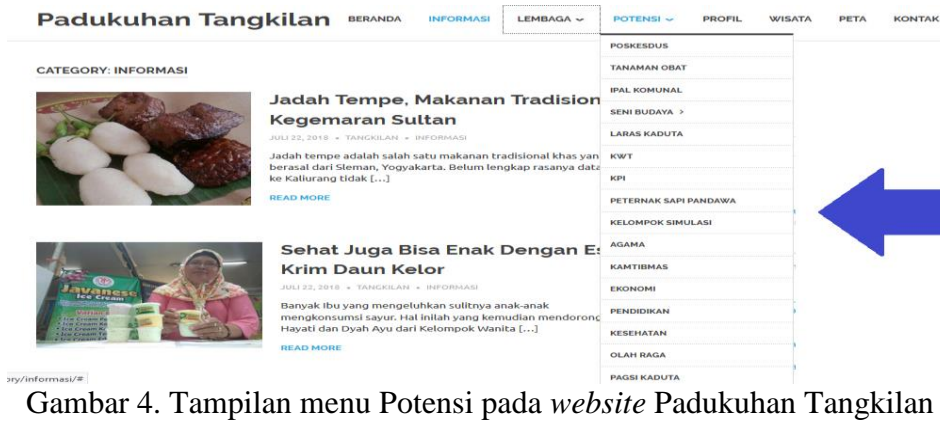 Padukuhan Tangkilan
BERANDA INFORMASI LEMBAGA POTENSI PROFIL WISATA PETA KONTAK
CATEGORY: INFORMASI
Jadah Tempe, Makanan Tradision
Kegemaran Sultan
JULI 22, 2018 • TANGKILAN • INFORMASI
Jadah tempe adalah salah satu makanan tradisional khas yan
berasal dari Sleman, Yogyakarta. Belum lengkap rasanya data
ke Kaliurang tidak [...]
READ MORE
Sehat Juga Bisa Enak Dengan Es
Krim Daun Kelor
JULI 22, 2018 • TANGKILAN • INFORMASI
Banyak Ibu yang mengeluhkan sulitnya anak-anak
mengkonsumsi sayur. Hal inilah yang kemudian mendorong
Hayati dan Dyah Ayu dari Kelompok Wanita [...]
READ MORE
Javanese
Ice Cream
POSKESDUS
TANAMAN OBAT
IPAL KOMUNAL
SENI BUDAYA >
LARAS KADUTA
KWT
KPI
PETERNAK SAPI PANDAWA
KELOMPOK SIMULASI
AGAMA
KAMTIBMAS
EKONOMI
PENDIDIKAN
KESEHATAN
OLAH RAGA
PAGSI KADUTA
ory/informasi/#
Gambar 4. Tampilan menu Potensi pada website Padukuhan Tangkilan